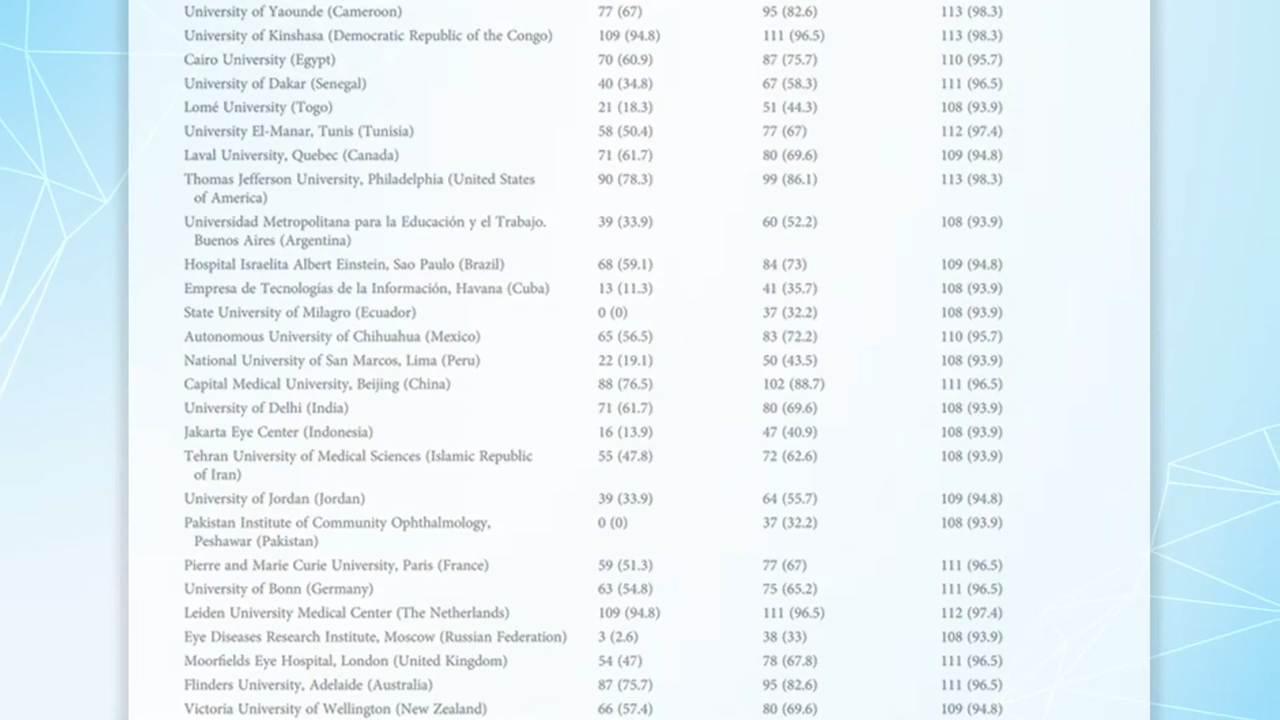 University of Yaounde (Cameroon) 77 (67) 95 (82.6) 113 (98.3)
University of Kinshasa (Democratic Republic of the Congo) 109 (94.8) 111 (96.5) 113 (98.3)
Cairo University (Egypt) 70 (60.9) 87 (75.7) 110 (95.7)
University of Dakar (Senegal) 40 (34.8) 67 (58.3) 111 (96.5)
Lomé University (Togo) 21 (18.3) 51 (44.3) 108 (93.9)
University El-Manar, Tunis (Tunisia) 58 (50.4) 77 (67) 112 (97.4)
Laval University, Quebec (Canada) 71 (61.7) 80 (69.6) 109 (94.8)
Thomas Jefferson University, Philadelphia (United States 90 (78.3) 99 (86.1) 113 (98.3)
of America)
Universidad Metropolitana para la Educación y el Trabajo. 39 (33.9) 60 (52.2) 108 (93.9)
Buenos Aires (Argentina)
Hospital Israelita Albert Einstein, Sao Paulo (Brazil) 68 (59.1) 84 (73) 109 (94.8)
Empresa de Tecnologías de la Información, Havana (Cuba) 13 (11.3) 41 (35.7) 108 (93.9)
State University of Milagro (Ecuador) 0 (0) 37 (32.2) 108 (93.9)
Autonomous University of Chihuahua (Mexico) 65 (56.5) 83 (72.2) 110 (95.7)
National University of San Marcos, Lima (Peru) 22 (19.1) 50 (43.5) 108 (93.9)
Capital Medical University, Beijing (China) 88 (76.5) 102 (88.7) 111 (96.5)
University of Delhi (India) 71 (61.7) 80 (69.6) 108 (93.9)
Jakarta Eye Center (Indonesia) 16 (13.9) 47 (40.9) 108 (93.9)
Tehran University of Medical Sciences (Islamic Republic 55 (47.8) 72 (62.6) 108 (93.9)
of Iran)
University of Jordan (Jordan) 39 (33.9) 64 (55.7) 109 (94.8)
Pakistan Institute of Community Ophthalmology, 0 (0) 37 (32.2) 108 (93.9)
Peshawar (Pakistan)
Pierre and Marie Curie University, Paris (France) 59 (51.3) 77 (67) 111 (96.5)
University of Bonn (Germany) 63 (54.8) 75 (65.2) 111 (96.5)
Leiden University Medical Center (The Netherlands) 109 (94.8) 111 (96.5) 112 (97.4)
Eye Diseases Research Institute, Moscow (Russian Federation) 3 (2.6) 38 (33) 108 (93.9)
Moorfields Eye Hospital, London (United Kingdom) 54 (47) 78 (67.8) 111 (96.5)
Flinders University, Adelaide (Australia) 87 (75.7) 95 (82.6) 111 (96.5)
Victoria University of Wellington (New Zealand) 66 (57.4) 80 (69.6) 109 (94.8)